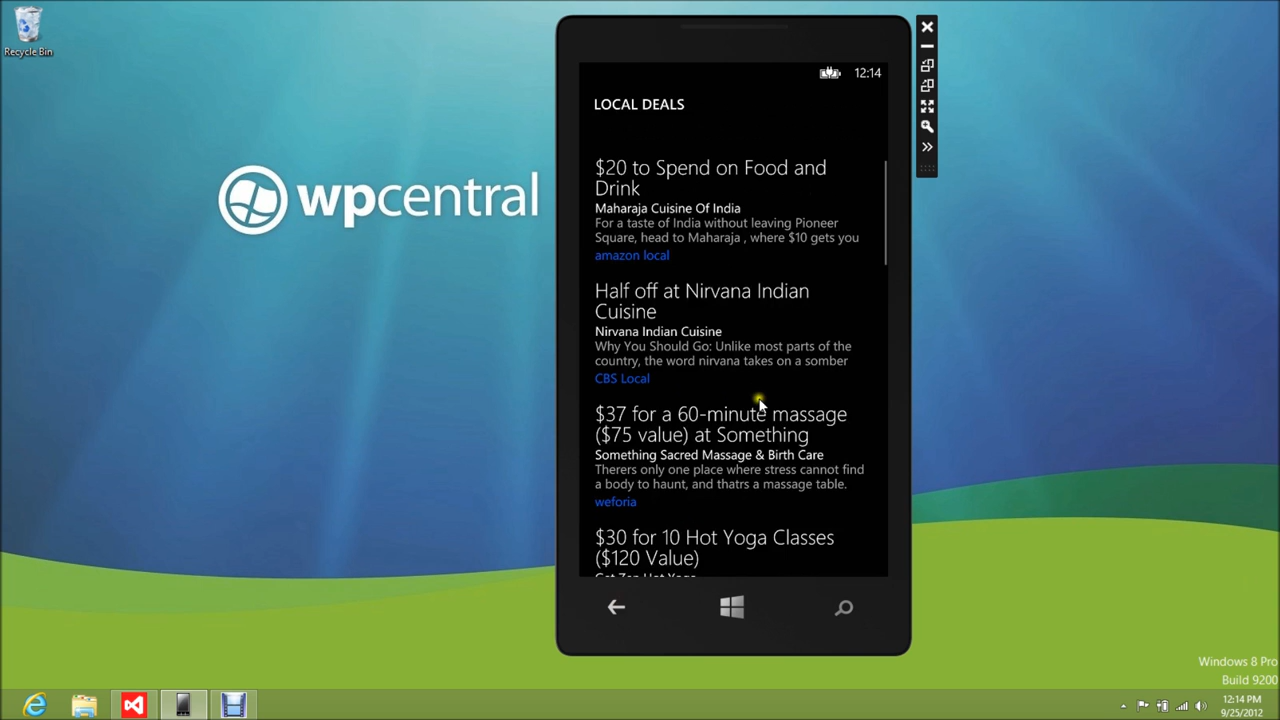 Recycle Bin
wpcentral
12:14
LOCAL DEALS
$20 to Spend on Food and
Drink
Maharaja Cuisine Of India
For a taste of India without leaving Pioneer
Square, head to Maharaja , where $10 gets you
amazon local
Half off at Nirvana Indian
Cuisine
Nirvana Indian Cuisine
Why You Should Go: Unlike most parts of the
country, the word nirvana takes on a somber
CBS Local
$37 for a 60-minute massage
($75 value) at Something
Something Sacred Massage & Birth Care
Therers only one place where stress cannot find
a body to haunt, and thatrs a massage table.
weforia
$30 for 10 Hot Yoga Classes
($120 Value)
Get Zen Hot Yoga
Windows 8 Pro
Build 9200
12:14 PM
9/25/2012